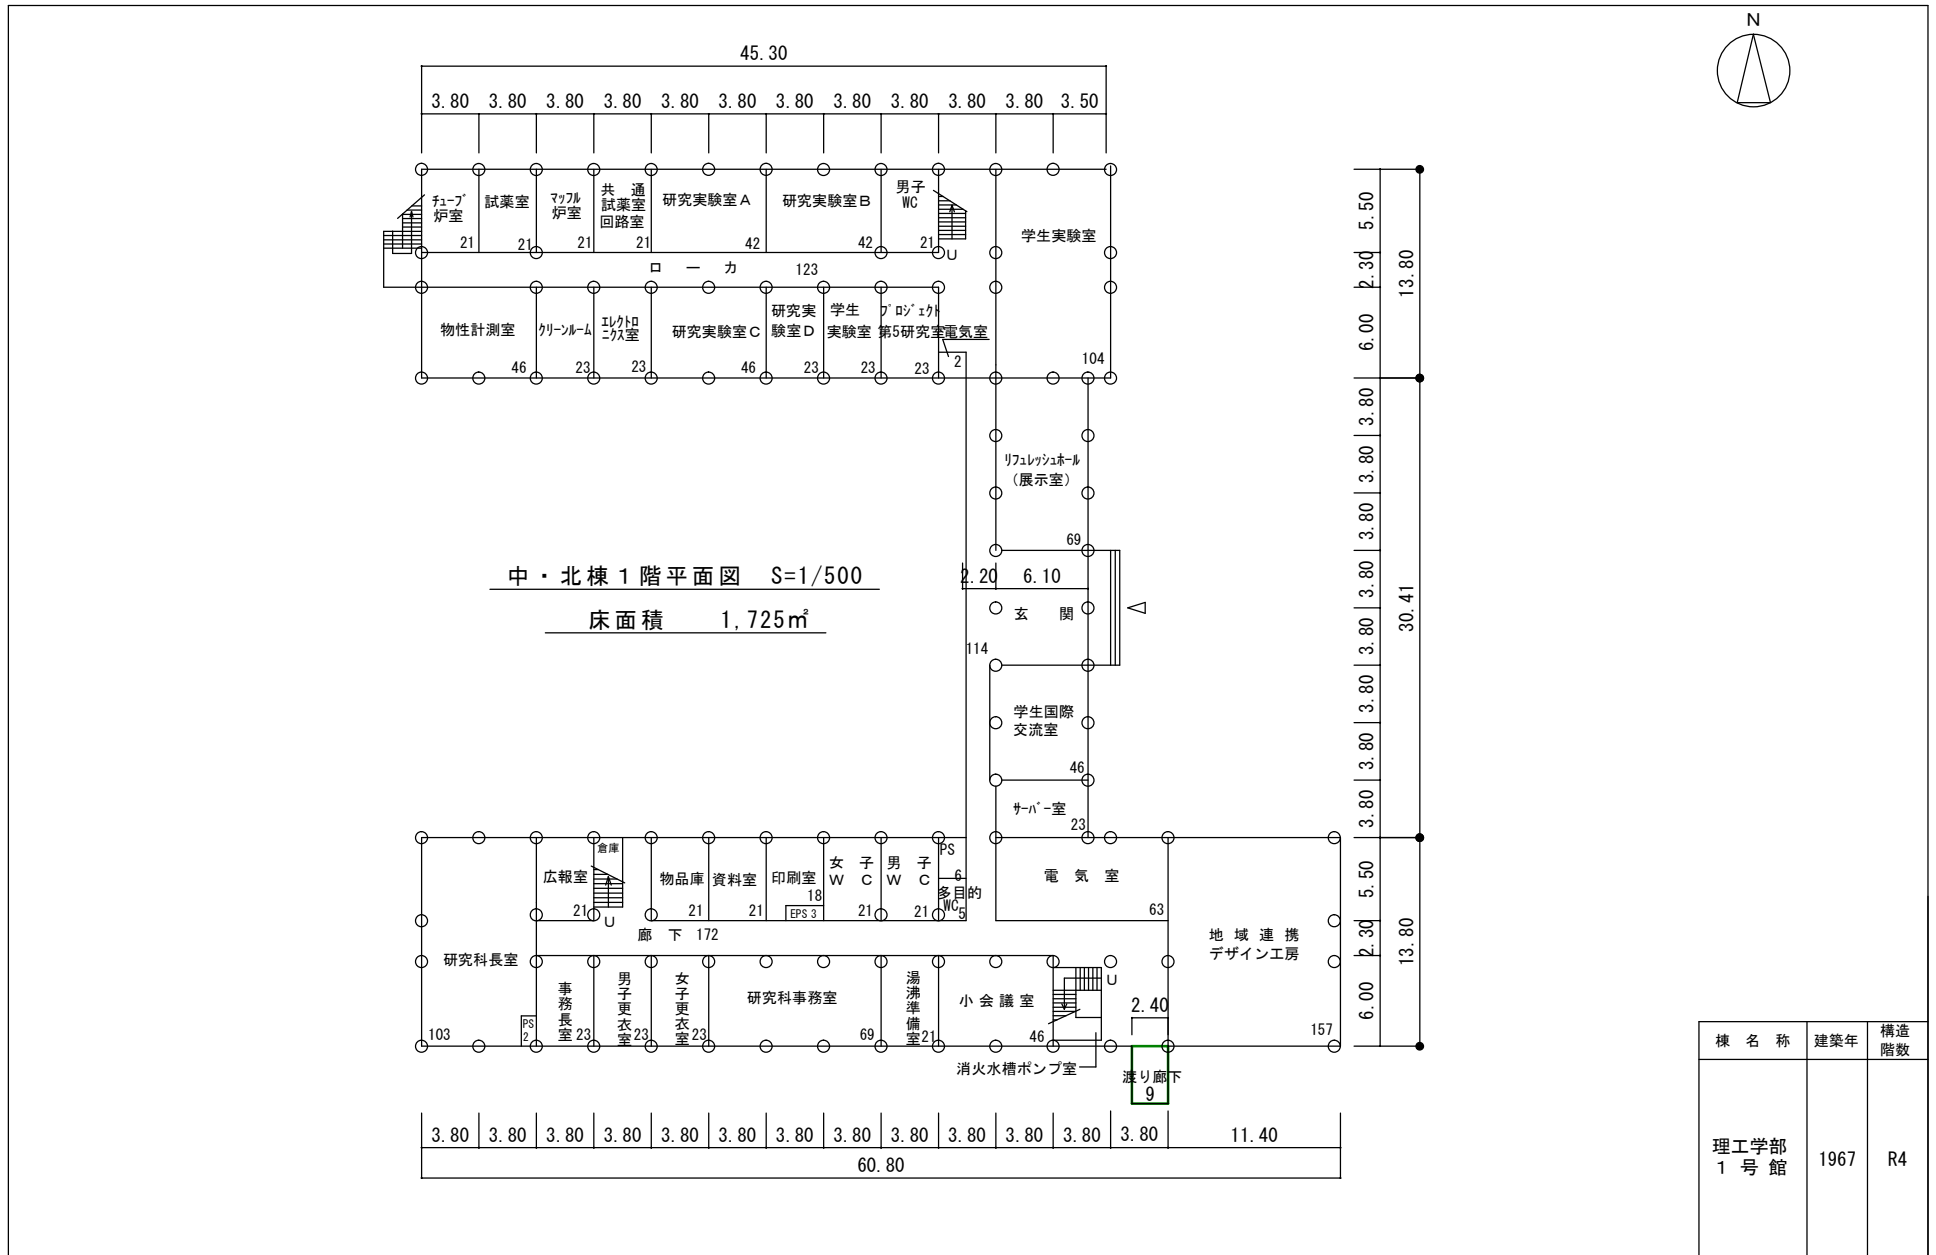 N
45.30
3.80 3.80 3.80 3.80 3.80 3.80 3.80 3.80 3.80 3.80 3.80 3.50
チューブ
炉室
21
試薬室
21
マッフル
炉室
21
共 通
試薬室
回路室
21
研究実験室A
42
研究実験室B
42
男子
WC
21
U
学生実験室
104
ローカ 123
物性計測室
46
クリーンルーム
23
エレクトロ
ニクス室
23
研究実験室C
46
研究実
験室D
23
学生
実験室
23
プロジェクト
第5研究室
23
電気室
2
5.50
2.30
6.00
13.80
リフレッシュホール
(展示室)
69
2.20 6.10
玄 関
114
学生国際
交流室
46
サーバー室
23
3.80
3.80
3.80
3.80
3.80
3.80
3.80
3.80
30.41
中・北棟1階平面図 S=1/500
床面積 1,725㎡
研究科長室
103
PS
2
広報室
21
倉庫
U
物品庫
21
資料室
21
印刷室
18
EPS 3
女 子
W C
21
男 子
W C
21
PS
6
多目的
WC
5
電 気 室
63
地 域 連 携
デザイン工房
157
廊 下 172
事務長室
23
男子更衣室
23
女子更衣室
23
研究科事務室
69
湯沸準備室
21
小 会 議 室
46
U
消火水槽ポンプ室
2.40
渡り廊下
9
5.50
2.30
6.00
13.80
3.80 3.80 3.80 3.80 3.80 3.80 3.80 3.80 3.80 3.80 3.80 3.80 3.80 11.40
60.80
棟 名 称 建築年 構造
階数
理工学部
1 号 館 1967 R4